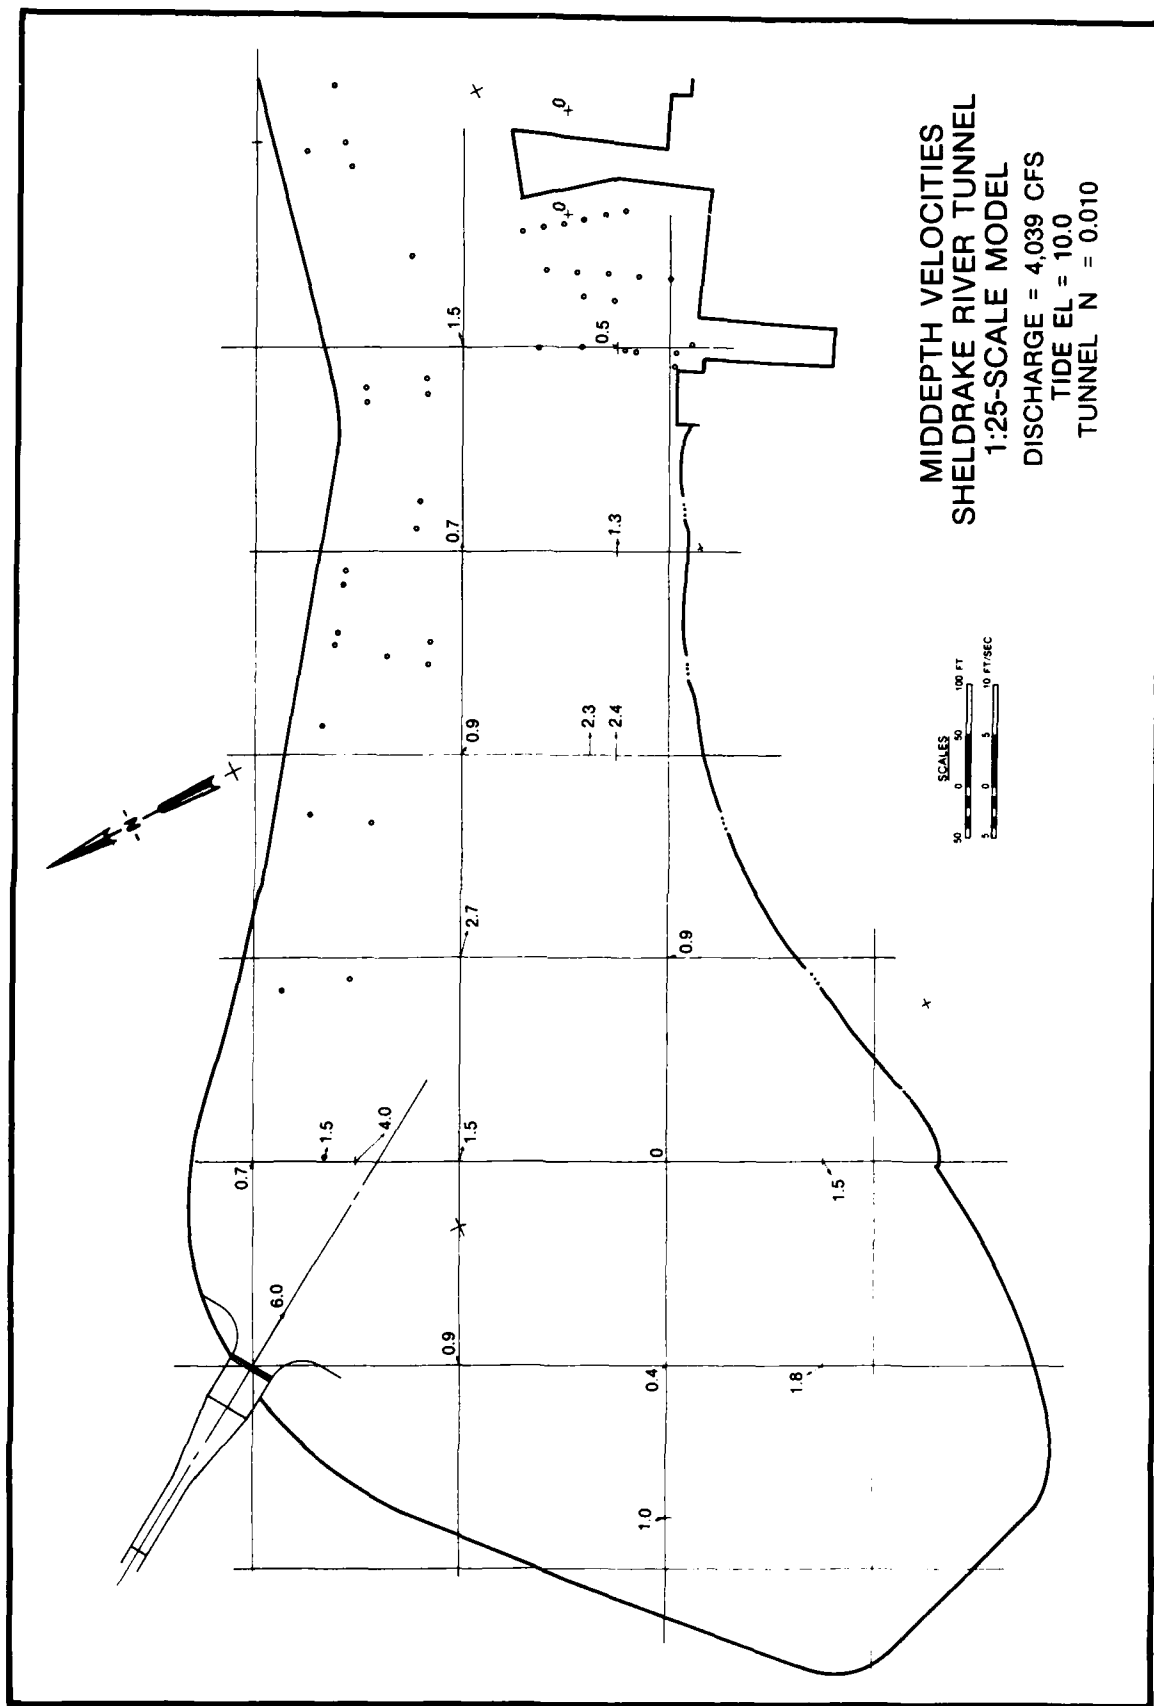 MIDDEPTH VELOCITIES
SHELDRAKE RIVER TUNNEL
1:25-SCALE MODEL
DISCHARGE = 4,039 CFS
TIDE EL = 10.0
TUNNEL N = 0.010
SCALES
50 0 50 100 FT
5 0 5 10 FT/SEC
N
0.7
1.5
4.0
6.0
0.9
1.5
2.7
0.9
0.7
1.5
0
0
0.5
1.3
2.3
2.4
0.9
0
1.5
0.4
1.8
1.0